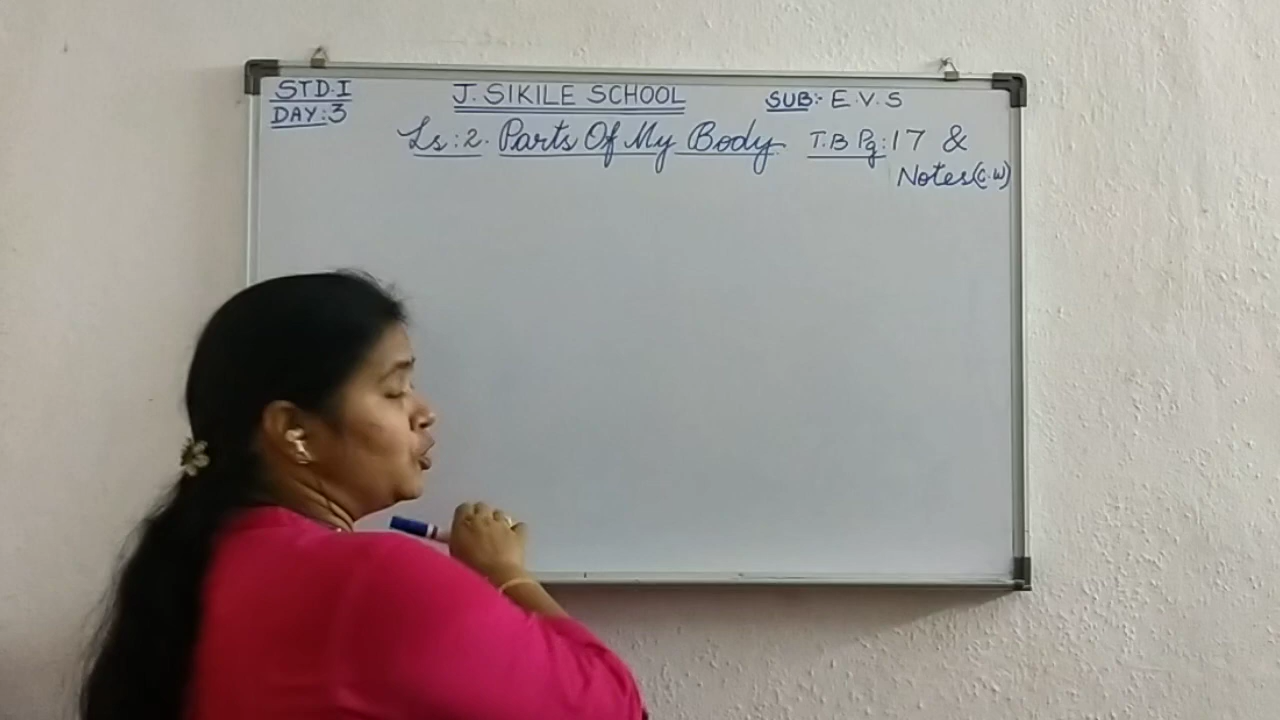 STD.I J. SIKILE SCHOOL SUB:- E.V.S
DAY:3
Ls:2. Parts Of My Body T.B Pg:17 &
Notes(C.W)